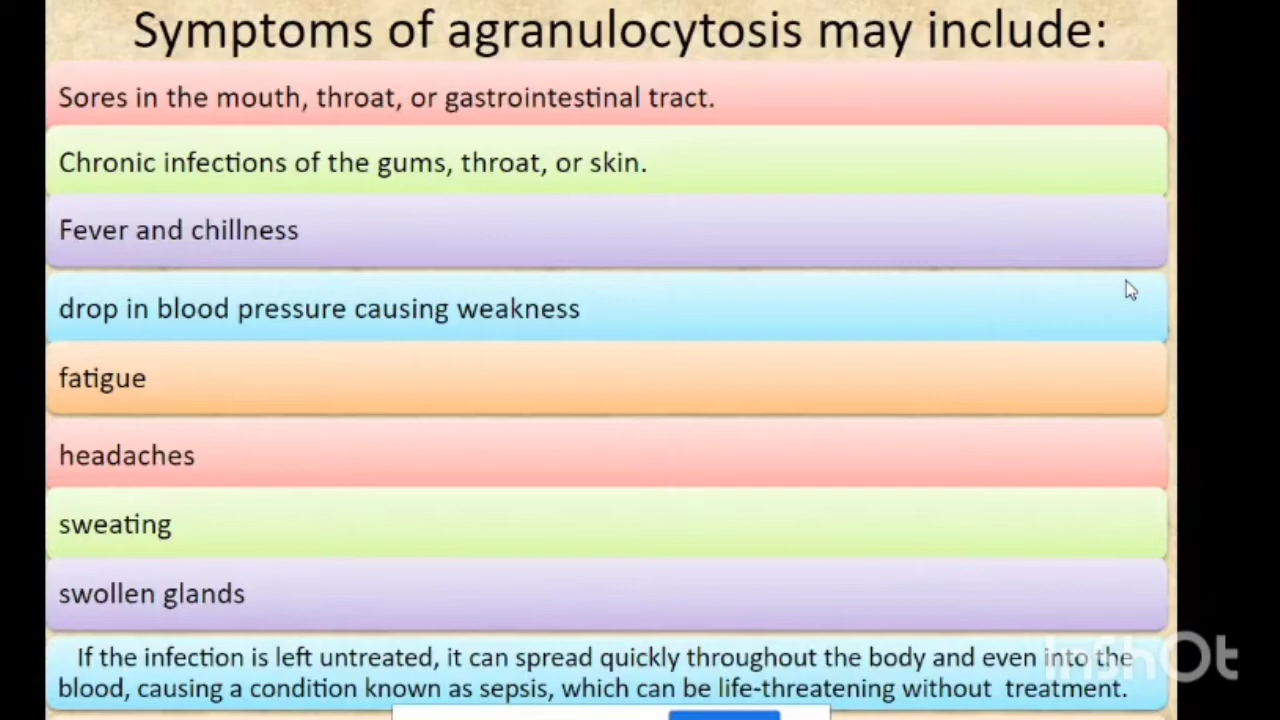 Symptoms of agranulocytosis may include:
Sores in the mouth, throat, or gastrointestinal tract.
Chronic infections of the gums, throat, or skin.
Fever and chillness
drop in blood pressure causing weakness
fatigue
headaches
sweating
swollen glands
If the infection is left untreated, it can spread quickly throughout the body and even into the
blood, causing a condition known as sepsis, which can be life-threatening without treatment.
InShOt